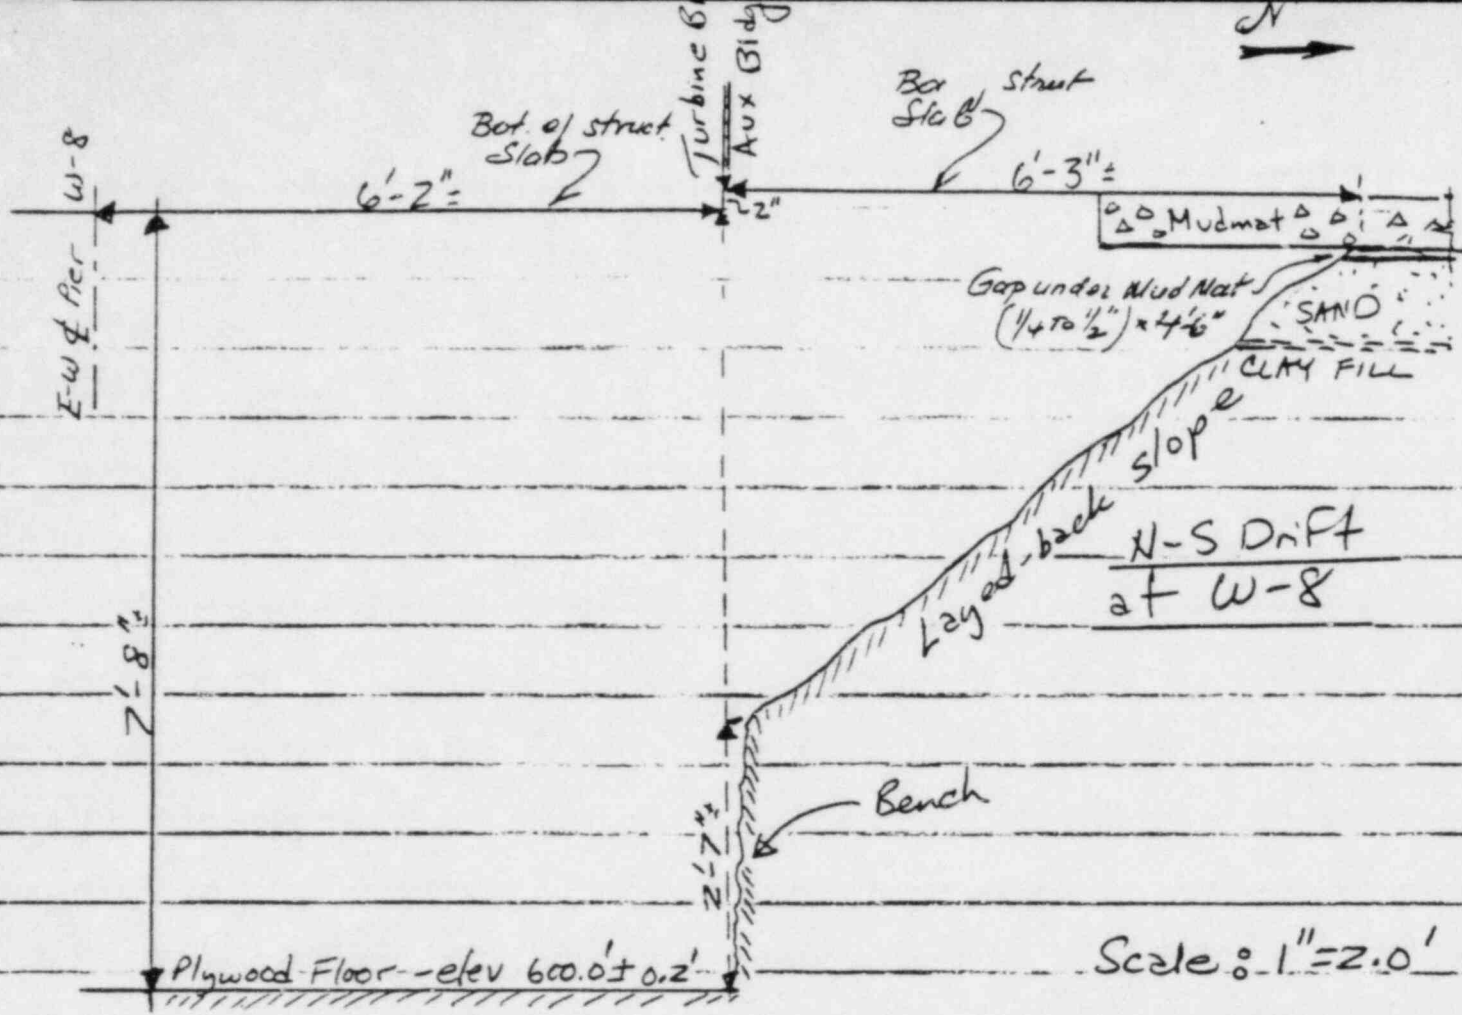 N
Turbine B
Aux Bldg
Bot. of struct.
Slab
Bo struct
Slab
6'-2"±
6'-3"±
2"
E-W ℄ Pier W-8
Mudmat
Gap under Mud Mat
(1/4 to 1/2") x 4'-6"
SAND
CLAY FILL
Layed-back slope
N-S Drift
at W-8
7'-8"±
Bench
2'-7"±
Plywood Floor - elev 600.0' ± 0.2'
Scale: 1"=2.0'